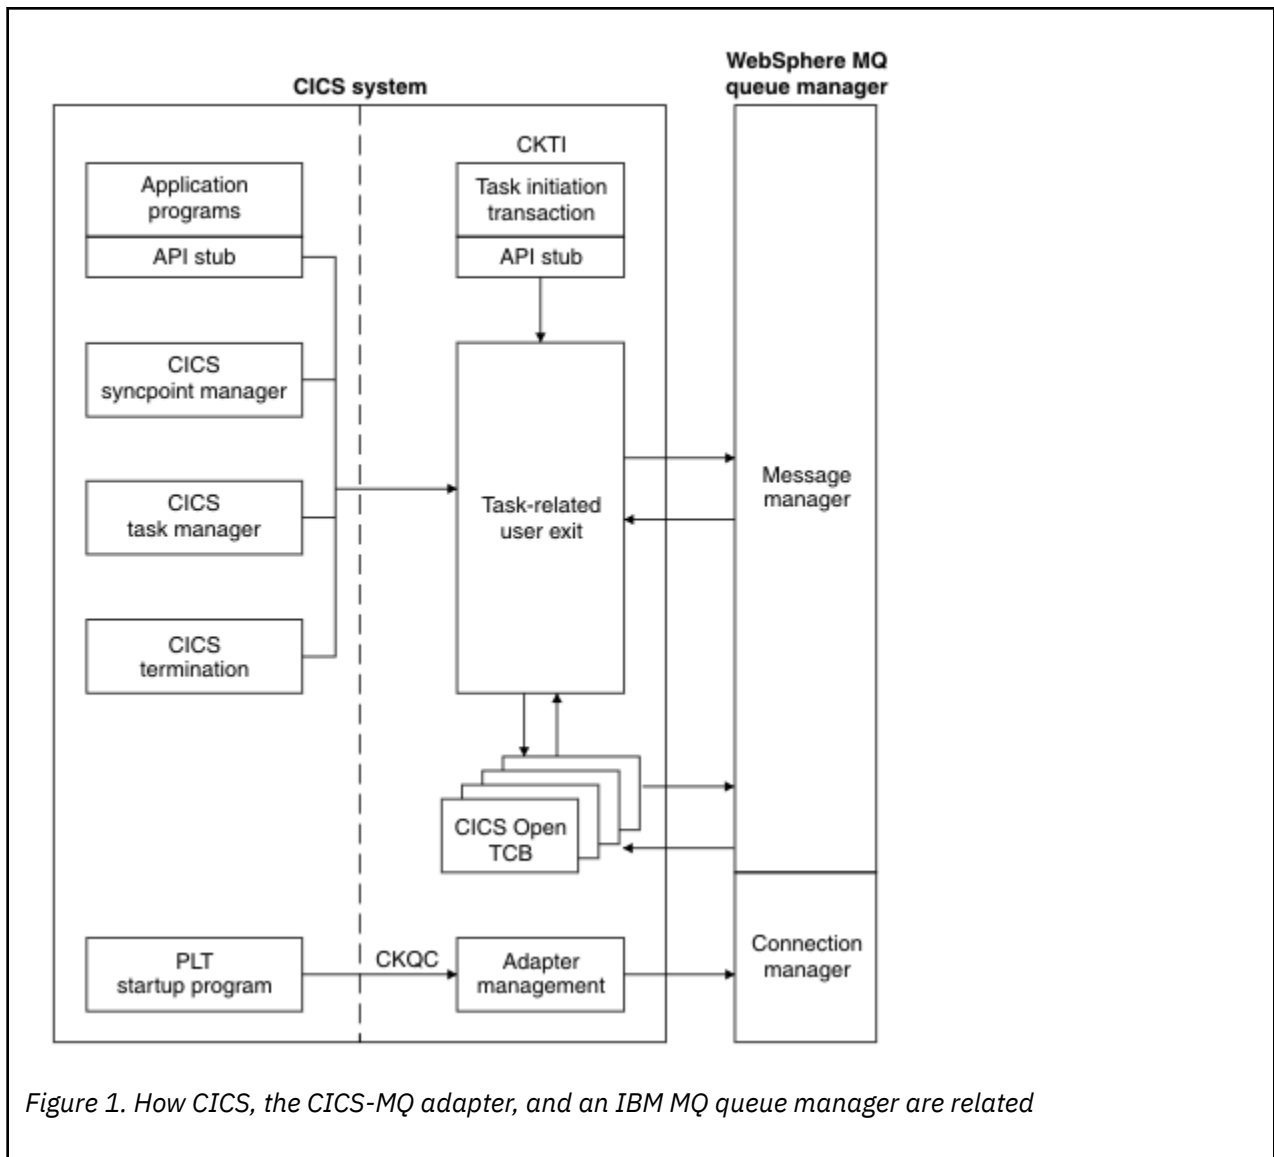 WebSphere MQ
queue manager
CICS system
CKTI
Application
programs
API stub
Task initiation
transaction
API stub
CICS
syncpoint manager
CICS
task manager
Task-related
user exit
Message
manager
CICS
termination
CICS Open
TCB
PLT
startup program
CKQC
Adapter
management
Connection
manager
Figure 1. How CICS, the CICS-MQ adapter, and an IBM MQ queue manager are related